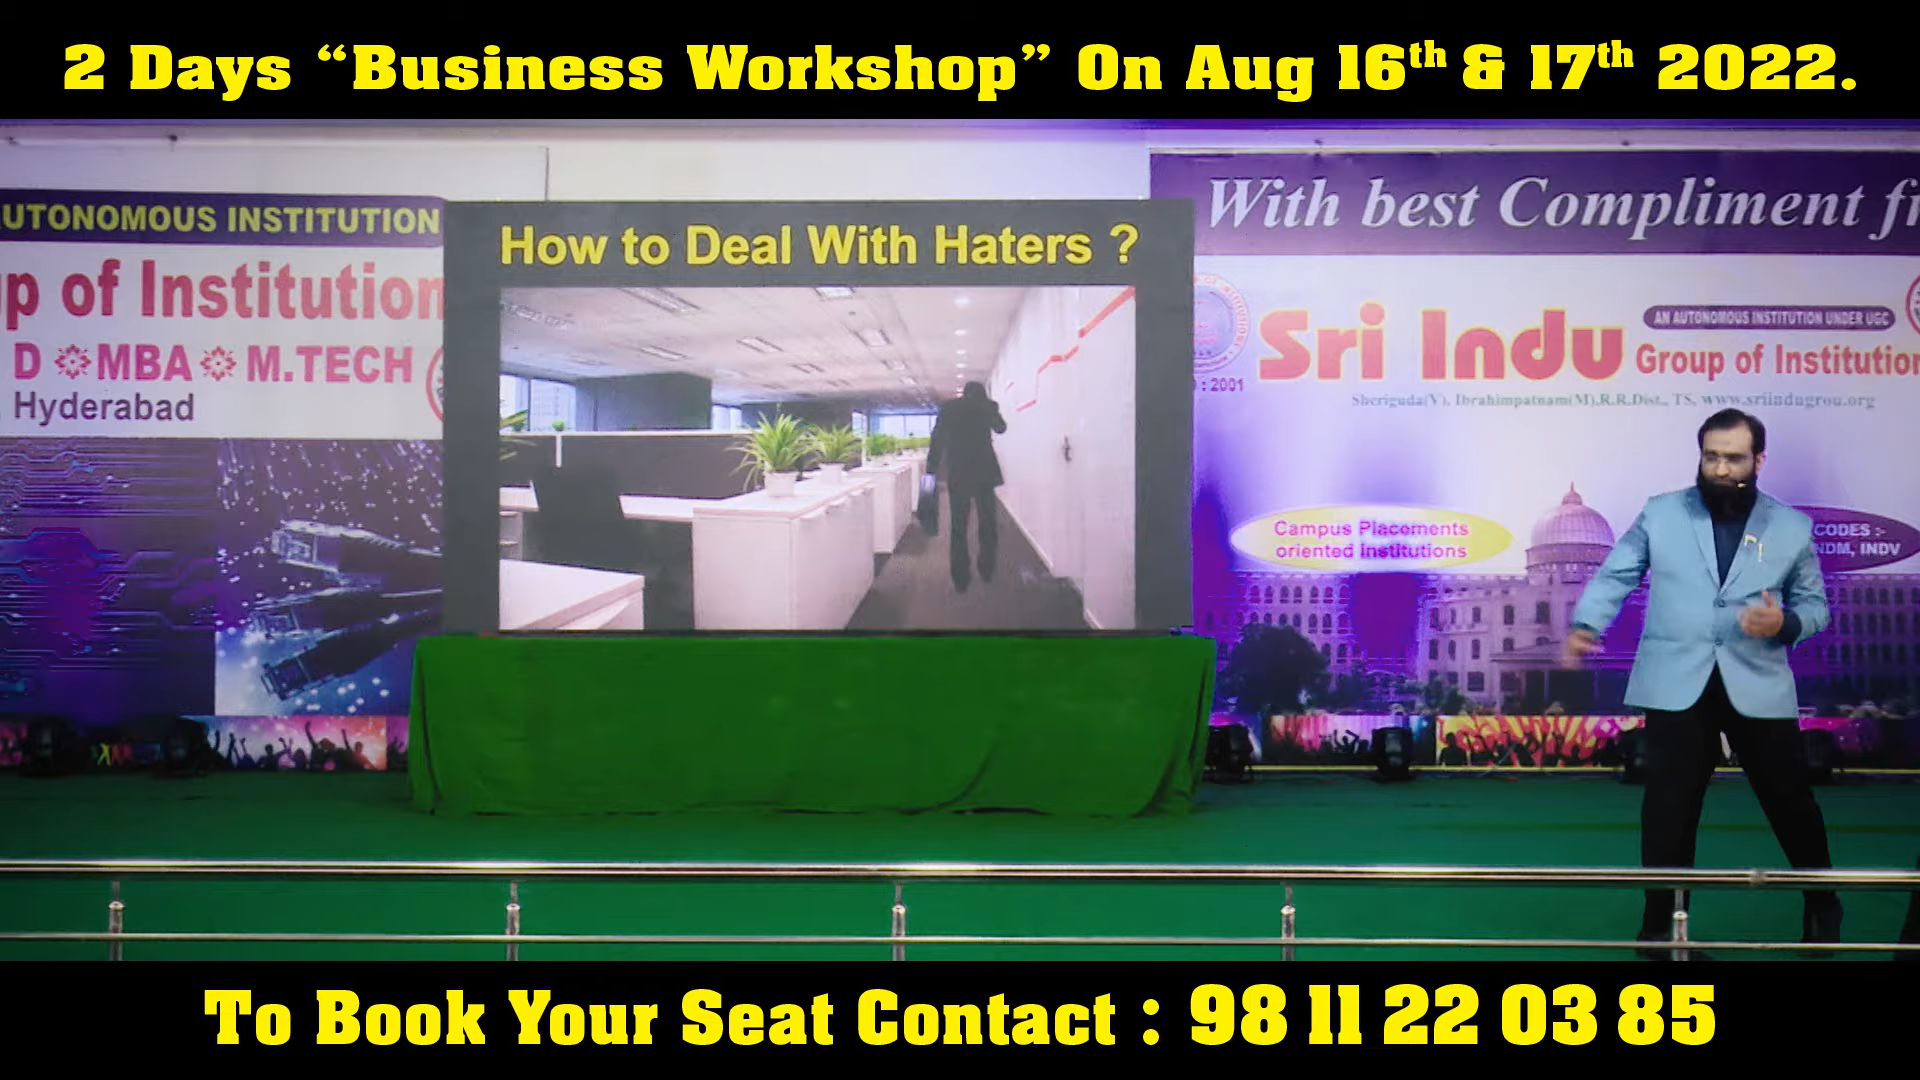 2 Days “Business Workshop” On Aug 16th & 17th 2022.
AUTONOMOUS INSTITUTION
of Institution
D MBA M.TECH
Hyderabad
How to Deal With Haters ?
With best Compliment
AN AUTONOMOUS INSTITUTION UNDER UGC
Sri Indu Group of Institution
: 2001
Sheriguda(V), Ibrahimpatnam(M),R.R.Dist., TS, www.sriindugrou.org
Campus Placements
oriented institutions
CODES :-
INDV
To Book Your Seat Contact : 98 11 22 03 85